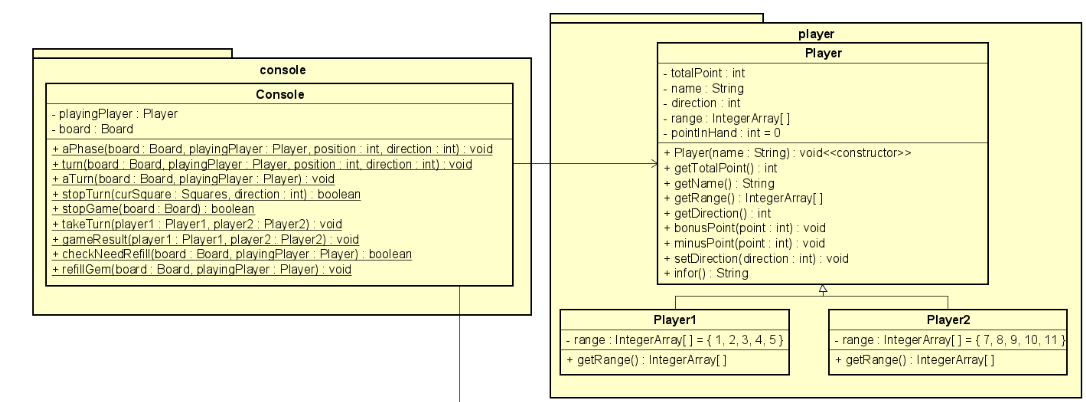 console
Console
- playingPlayer : Player
- board : Board
+ aPhase(board : Board, playingPlayer : Player, position : int, direction : int) : void
+ turn(board : Board, playingPlayer : Player, position : int, direction : int) : void
+ aTurn(board : Board, playingPlayer : Player) : void
+ stopTurn(curSquare : Squares, direction : int) : boolean
+ stopGame(board : Board) : boolean
+ takeTurn(player1 : Player1, player2 : Player2) : void
+ gameResult(player1 : Player1, player2 : Player2) : void
+ checkNeedRefill(board : Board, playingPlayer : Player) : boolean
+ refillGem(board : Board, playingPlayer : Player) : void
player
Player
- totalPoint : int
- name : String
- direction : int
- range : IntegerArray[ ]
- pointInHand : int = 0
+ Player(name : String) : void<<constructor>>
+ getTotalPoint() : int
+ getName() : String
+ getRange() : IntegerArray[ ]
+ getDirection() : int
+ bonusPoint(point : int) : void
+ minusPoint(point : int) : void
+ setDirection(direction : int) : void
+ infor() : String
Player1
- range : IntegerArray[ ] = { 1, 2, 3, 4, 5 }
+ getRange() : IntegerArray[ ]
Player2
- range : IntegerArray[ ] = { 7, 8, 9, 10, 11 }
+ getRange() : IntegerArray[ ]